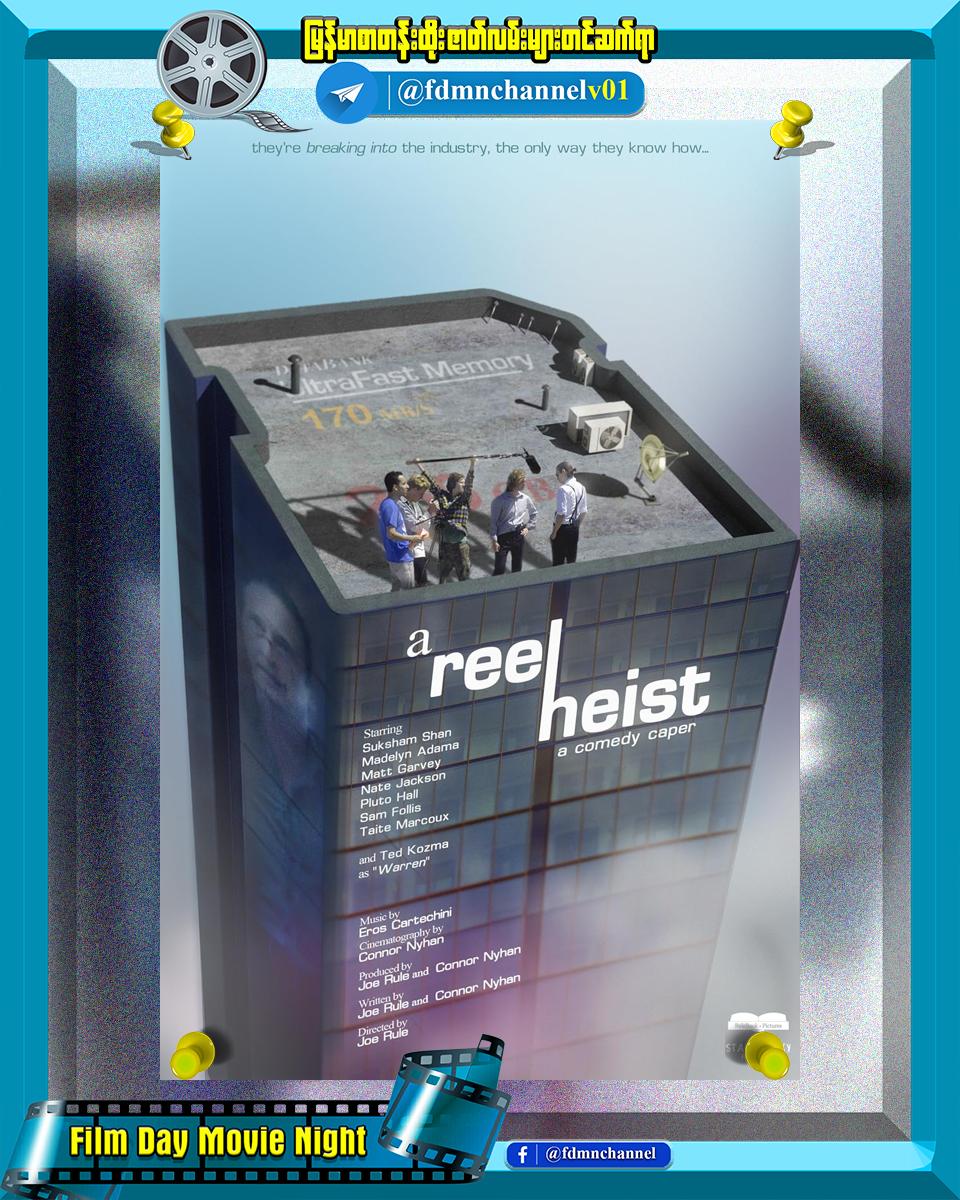 မြန်မာစာတန်းထိုးဇာတ်လမ်းများတင်ဆက်ရာ
@fdmnchannelv01
they're breaking into the industry, the only way they know how...
UltraFast Memory
170 MB/S
a
reel
heist
a comedy caper
Starring
Suksham Shan
Madelyn Adama
Matt Garvey
Nate Jackson
Pluto Hall
Sam Follis
Taite Marcoux
and Ted Kozma
as "Warren"
Music by
Eros Cartechini
Cinematography by
Connor Nyhan
Produced by
Joe Rule and Connor Nyhan
Written by
Joe Rule and Connor Nyhan
Directed by
Joe Rule
Film Day Movie Night
@fdmnchannel